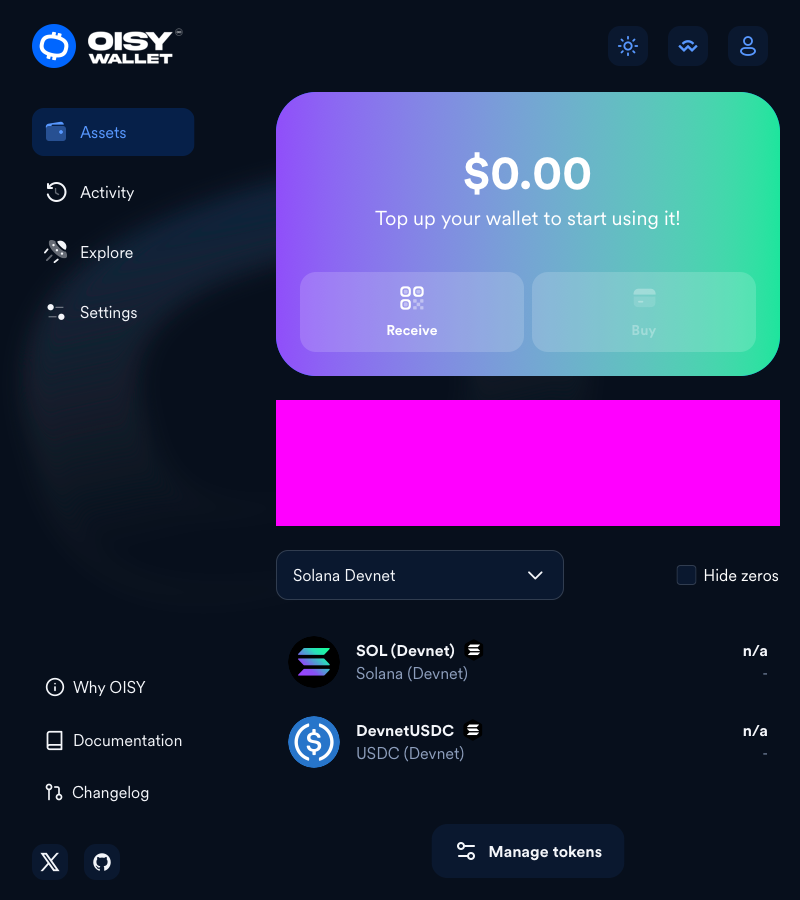 OISY
WALLET
Assets
Activity
Explore
Settings
$0.00
Top up your wallet to start using it!
Receive
Buy
Solana Devnet
Hide zeros
SOL (Devnet)
n/a
Solana (Devnet)
-
DevnetUSDC
n/a
USDC (Devnet)
-
Why OISY
Documentation
Changelog
Manage tokens